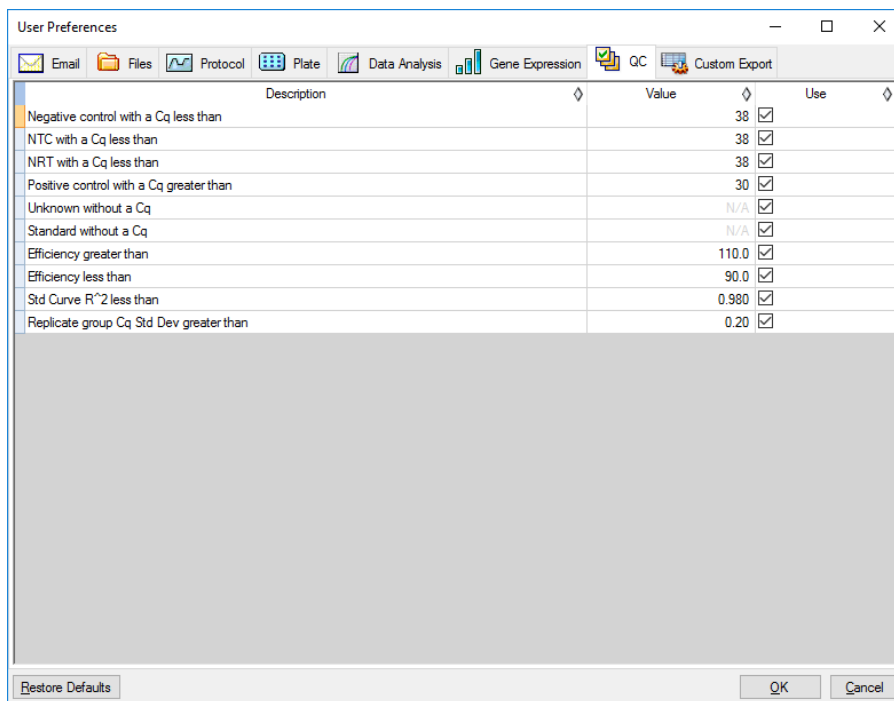 User Preferences
Email Files Protocol Plate Data Analysis Gene Expression QC Custom Export
Description Value Use
Negative control with a Cq less than 38
NTC with a Cq less than 38
NRT with a Cq less than 38
Positive control with a Cq greater than 30
Unknown without a Cq N/A
Standard without a Cq N/A
Efficiency greater than 110.0
Efficiency less than 90.0
Std Curve R^2 less than 0.980
Replicate group Cq Std Dev greater than 0.20
Restore Defaults OK Cancel